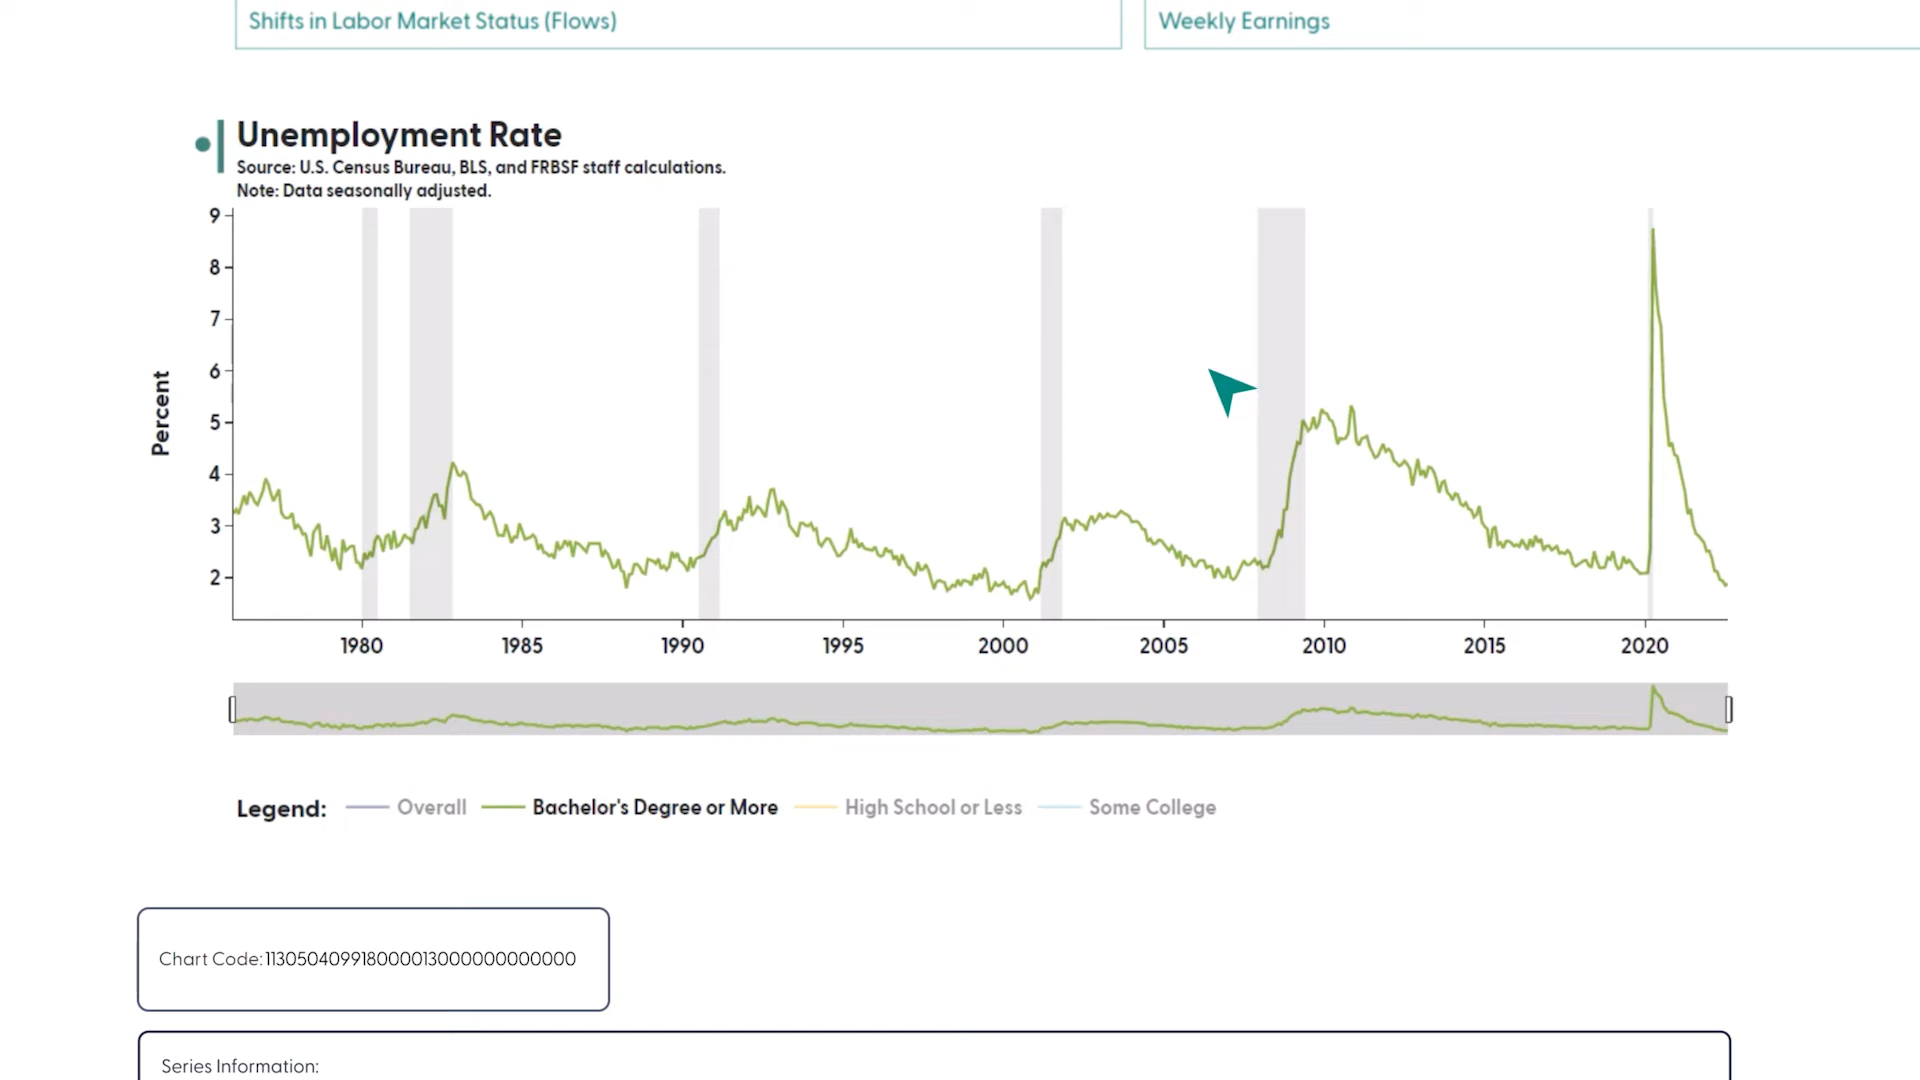 Shifts in Labor Market Status (Flows)
Weekly Earnings
Unemployment Rate
Source: U.S. Census Bureau, BLS, and FRBSF staff calculations.
Note: Data seasonally adjusted.
Percent
9
8
7
6
5
4
3
2
1980 1985 1990 1995 2000 2005 2010 2015 2020
Legend: Overall Bachelor's Degree or More High School or Less Some College
Chart Code:1130504099180000130000000000000
Series Information: